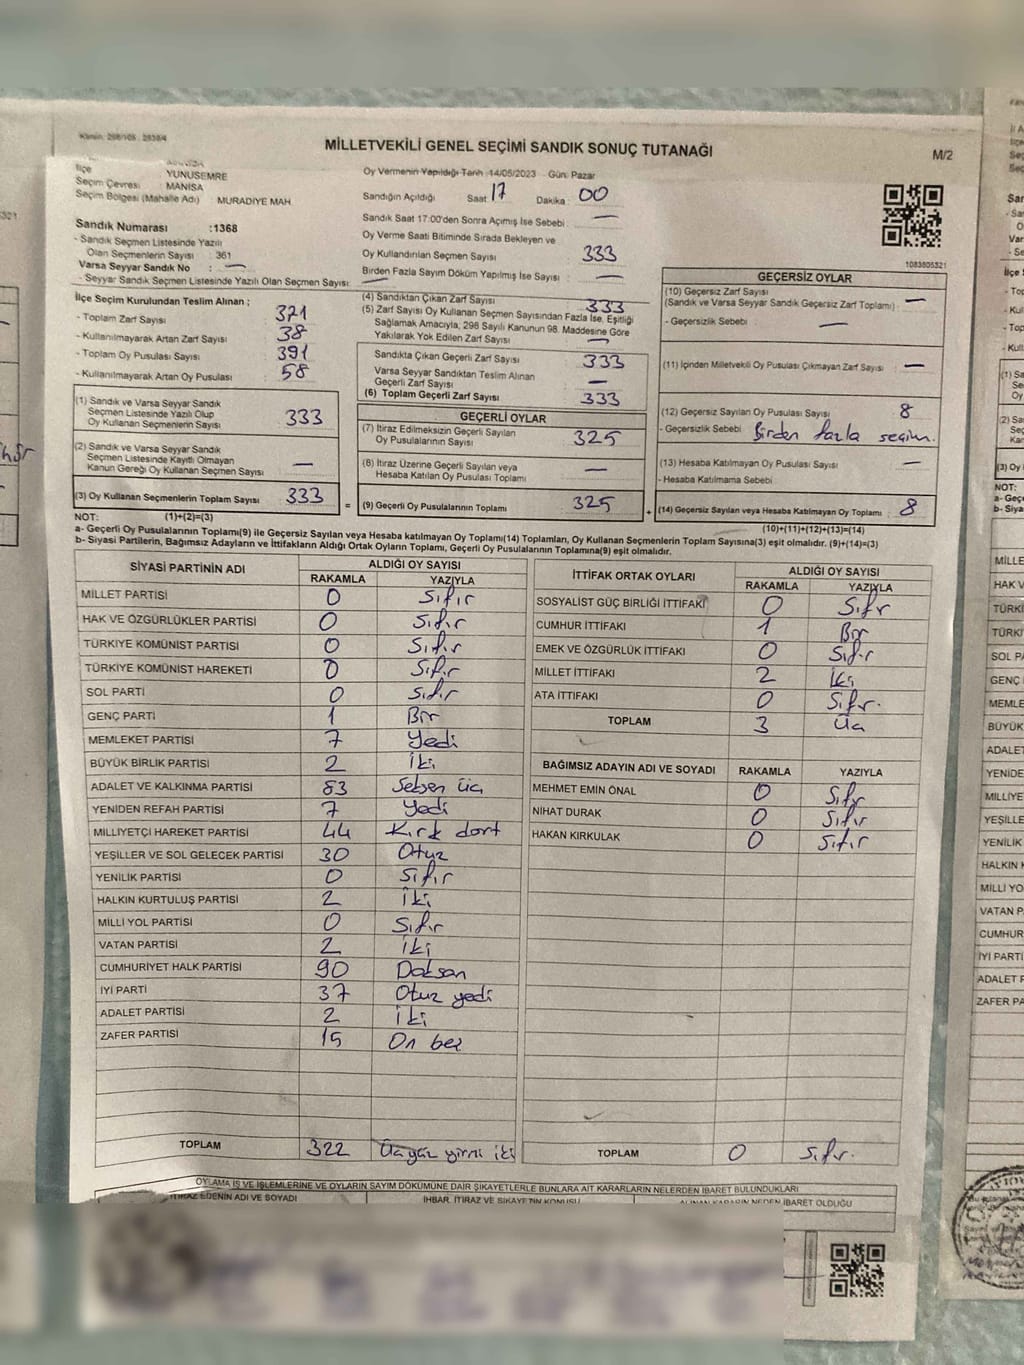 Kanun: 298/105 , 2839/4
MİLLETVEKİLİ GENEL SEÇİMİ SANDIK SONUÇ TUTANAĞI
M/2
İlçe YUNUSEMRE
Seçim Çevresi MANİSA
Seçim Bölgesi (Mahalle Adı) : MURADİYE MAH.
Oy Vermenin Yapıldığı Tarih 14/05/2023 Gün: Pazar
Sandığın Açıldığı Saat 17 Dakika : 00
Sandık Saat 17:00'den Sonra Açımış İse Sebebi : —
Oy Verme Saati Bitiminde Sırada Bekleyen ve
Oy Kullandırılan Seçmen Sayısı : 333
Birden Fazla Sayım Döküm Yapılmış İse Sayısı : —
Sandık Numarası :1368
- Sandık Seçmen Listesinde Yazılı
Olan Seçmenlerin Sayısı : 361
Varsa Seyyar Sandık No : —
- Seyyar Sandık Seçmen Listesinde Yazılı Olan Seçmen Sayısı: —
1083805321
İlçe Seçim Kurulundan Teslim Alınan ;
- Toplam Zarf Sayısı : 371
- Kullanılmayarak Artan Zarf Sayısı : 38
- Toplam Oy Pusulası Sayısı : 391
- Kullanılmayarak Artan Oy Pusulası : 58
(4) Sandıktan Çıkan Zarf Sayısı : 333
(5) Zarf Sayısı Oy Kullanan Seçmen Sayısından Fazla İse, Eşitliği
Sağlamak Amacıyla, 298 Sayılı Kanunun 98. Maddesine Göre
Yakılarak Yok Edilen Zarf Sayısı : —
Sandıkta Çıkan Geçerli Zarf Sayısı : 333
Varsa Seyyar Sandıktan Teslim Alınan
Geçerli Zarf Sayısı : —
(6) Toplam Geçerli Zarf Sayısı : 333
GEÇERSİZ OYLAR
(10) Geçersiz Zarf Sayısı
(Sandık ve Varsa Seyyar Sandık Geçersiz Zarf Toplamı) : —
- Geçersizlik Sebebi : —
(11) İçinden Milletvekili Oy Pusulası Çıkmayan Zarf Sayısı : —
(12) Geçersiz Sayılan Oy Pusulası Sayısı : 8
- Geçersizlik Sebebi : Birden fazla seçim.
(13) Hesaba Katılmayan Oy Pusulası Sayısı : —
- Hesaba Katılmama Sebebi :
(14) Geçersiz Sayılan veya Hesaba Katılmayan Oy Toplamı : 8
(1) Sandık ve Varsa Seyyar Sandık
Seçmen Listesinde Yazılı Olup
Oy Kullanan Seçmenlerin Sayısı : 333
(2) Sandık ve Varsa Seyyar Sandık
Seçmen Listesinde Kayıtlı Olmayan
Kanun Gereği Oy Kullanan Seçmen Sayısı : —
(3) Oy Kullanan Seçmenlerin Toplam Sayısı : 333
GEÇERLİ OYLAR
(7) İtiraz Edilmeksizin Geçerli Sayılan
Oy Pusulalarının Sayısı : 325
(8) İtiraz Üzerine Geçerli Sayılan veya
Hesaba Katılan Oy Pusulası Toplamı : —
= (9) Geçerli Oy Pusulalarının Toplamı : 325 +
NOT: (1)+(2)=(3)
(10)+(11)+(12)+(13)=(14)
a- Geçerli Oy Pusulalarının Toplamı(9) ile Geçersiz Sayılan veya Hesaba katılmayan Oy Toplamı(14) Toplamları, Oy Kullanan Seçmenlerin Toplam Sayısına(3) eşit olmalıdır. (9)+(14)=(3)
b- Siyasi Partilerin, Bağımsız Adayların ve İttifakların Aldığı Ortak Oyların Toplamı, Geçerli Oy Pusulalarının Toplamına(9) eşit olmalıdır.
SİYASİ PARTİNİN ADI ALDIĞI OY SAYISI
RAKAMLA YAZIYLA
MİLLET PARTİSİ 0 Sıfır
HAK VE ÖZGÜRLÜKLER PARTİSİ 0 Sıfır
TÜRKİYE KOMÜNİST PARTİSİ 0 Sıfır
TÜRKİYE KOMÜNİST HAREKETİ 0 Sıfır
SOL PARTİ 0 Sıfır
GENÇ PARTİ 1 Bir
MEMLEKET PARTİSİ 7 Yedi
BÜYÜK BİRLİK PARTİSİ 2 İki
ADALET VE KALKINMA PARTİSİ 83 Seksen üç
YENİDEN REFAH PARTİSİ 7 Yedi
MİLLİYETÇİ HAREKET PARTİSİ 44 Kırk dört
YEŞİLLER VE SOL GELECEK PARTİSİ 30 Otuz
YENİLİK PARTİSİ 0 Sıfır
HALKIN KURTULUŞ PARTİSİ 2 İki
MİLLİ YOL PARTİSİ 0 Sıfır
VATAN PARTİSİ 2 İki
CUMHURİYET HALK PARTİSİ 90 Doksan
İYİ PARTİ 37 Otuz yedi
ADALET PARTİSİ 2 İki
ZAFER PARTİSİ 15 On beş
TOPLAM 322 Üçyüz yirmi iki
İTTİFAK ORTAK OYLARI ALDIĞI OY SAYISI
RAKAMLA YAZIYLA
SOSYALİST GÜÇ BİRLİĞİ İTTİFAKI 0 Sıfır
CUMHUR İTTİFAKI 1 Bir
EMEK VE ÖZGÜRLÜK İTTİFAKI 0 Sıfır
MİLLET İTTİFAKI 2 İki
ATA İTTİFAKI 0 Sıfır.
TOPLAM 3 Üç
BAĞIMSIZ ADAYIN ADI VE SOYADI RAKAMLA YAZIYLA
MEHMET EMİN ÖNAL 0 Sıfır
NİHAT DURAK 0 Sıfır
HAKAN KIRKULAK 0 Sıfır
TOPLAM 0 Sıfır.
OYLAMA İŞ VE İŞLEMLERİNE VE OYLARIN SAYIM DÖKÜMÜNE DAİR ŞİKAYETLERLE BUNLARA AİT KARARLARIN NELERDEN İBARET BULUNDUKLARI
İTİRAZ EDENİN ADI VE SOYADI İHBAR, İTİRAZ VE ŞİKAYETİN KONUSU ALINAN KARARIN NEDEN İBARET OLDUĞU